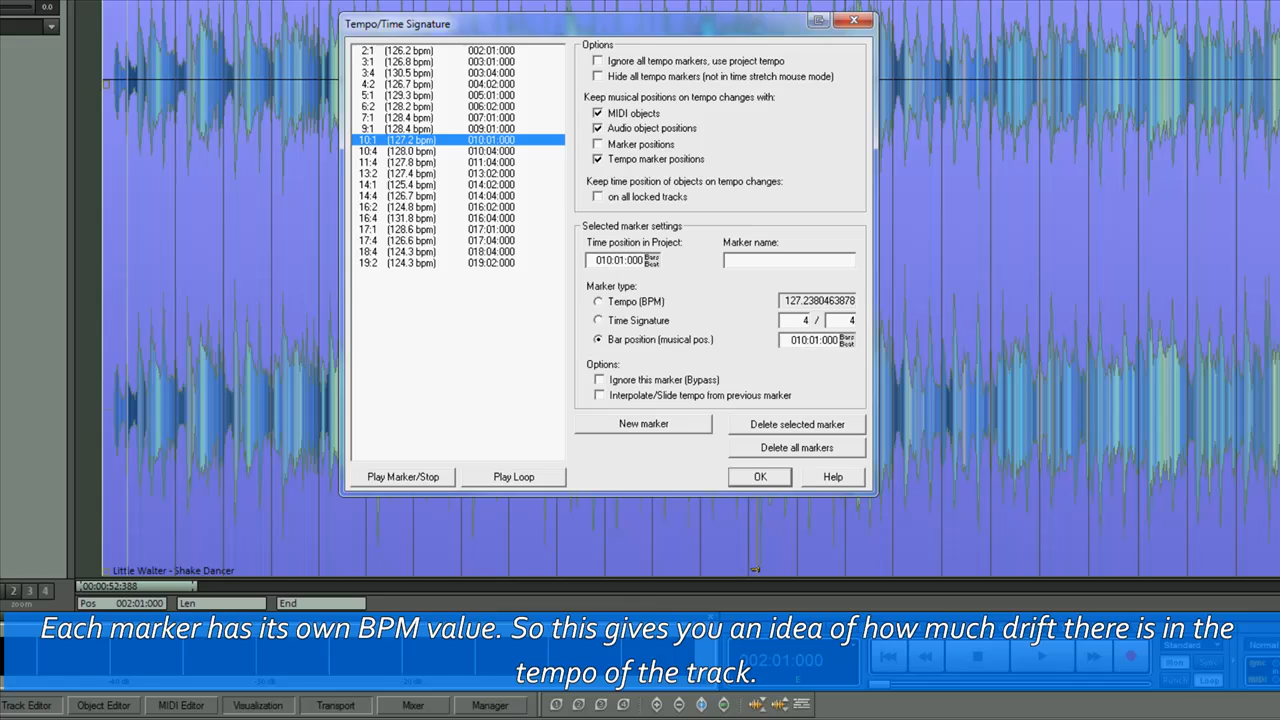 0.0
Tempo/Time Signature
2:1 (126.2 bpm) 002:01:000
3:1 (126.8 bpm) 003:01:000
3:4 (130.5 bpm) 003:04:000
4:2 (126.7 bpm) 004:02:000
5:1 (129.3 bpm) 005:01:000
6:2 (128.2 bpm) 006:02:000
7:1 (128.4 bpm) 007:01:000
9:1 (128.4 bpm) 009:01:000
10:1 (127.2 bpm) 010:01:000
10:4 (128.0 bpm) 010:04:000
11:4 (127.8 bpm) 011:04:000
13:2 (127.4 bpm) 013:02:000
14:1 (125.4 bpm) 014:02:000
14:4 (126.7 bpm) 014:04:000
16:2 (124.8 bpm) 016:02:000
16:4 (131.8 bpm) 016:04:000
17:1 (128.6 bpm) 017:01:000
17:4 (126.6 bpm) 017:04:000
18:4 (124.3 bpm) 018:04:000
19:2 (124.3 bpm) 019:02:000
Play Marker/Stop Play Loop
Options
Ignore all tempo markers, use project tempo
Hide all tempo markers (not in time stretch mouse mode)
Keep musical positions on tempo changes with:
MIDI objects
Audio object positions
Marker positions
Tempo marker positions
Keep time position of objects on tempo changes:
on all locked tracks
Selected marker settings
Time position in Project: Marker name:
010:01:000 Bars Beat
Marker type:
Tempo (BPM) 127.2380463878
Time Signature 4 / 4
Bar position (musical pos.) 010:01:000 Bars Beat
Options:
Ignore this marker (Bypass)
Interpolate/Slide tempo from previous marker
New marker Delete selected marker
Delete all markers
OK Help
Little Walter - Shake Dancer
00:00:52:388
2 3 4
zoom
Pos 002:01:000 Len End
Each marker has its own BPM value. So this gives you an idea of how much drift there is in the
tempo of the track.
002:01:000
Standard Normal
Sync
Loop
Track Editor Object Editor MIDI Editor Visualization Transport Mixer Manager 1 2 3 4